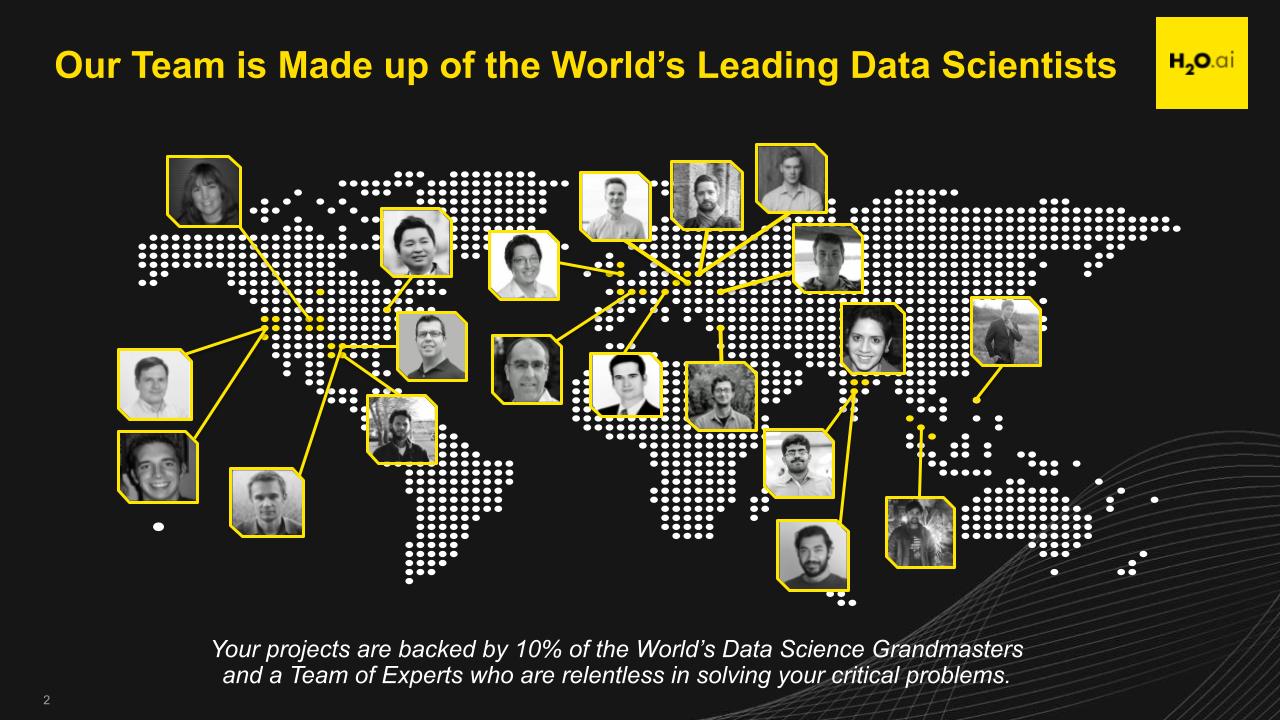 Our Team is Made up of the World’s Leading Data Scientists
H2O.ai
Your projects are backed by 10% of the World’s Data Science Grandmasters
and a Team of Experts who are relentless in solving your critical problems.
2